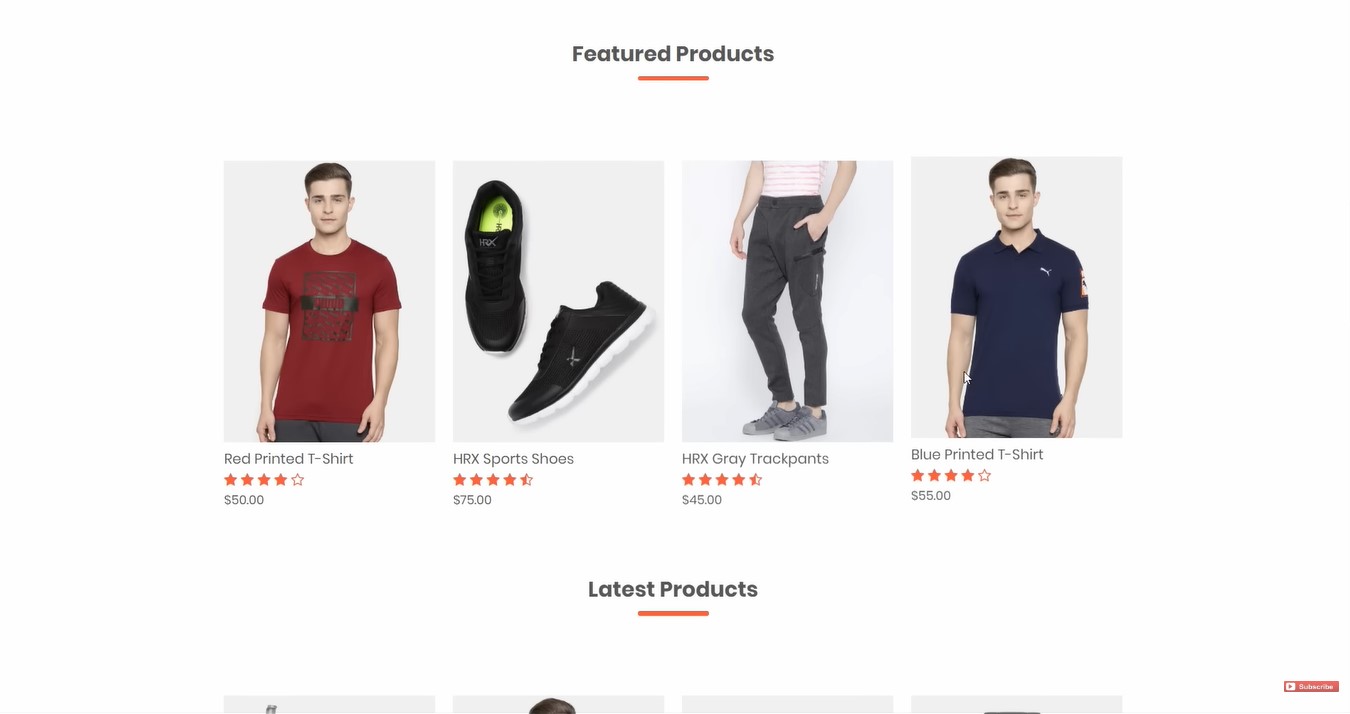 Featured Products
HRX
Red Printed T-Shirt
HRX Sports Shoes
HRX Gray Trackpants
Blue Printed T-Shirt
$50.00
$75.00
$45.00
$55.00
Latest Products
Subscribe